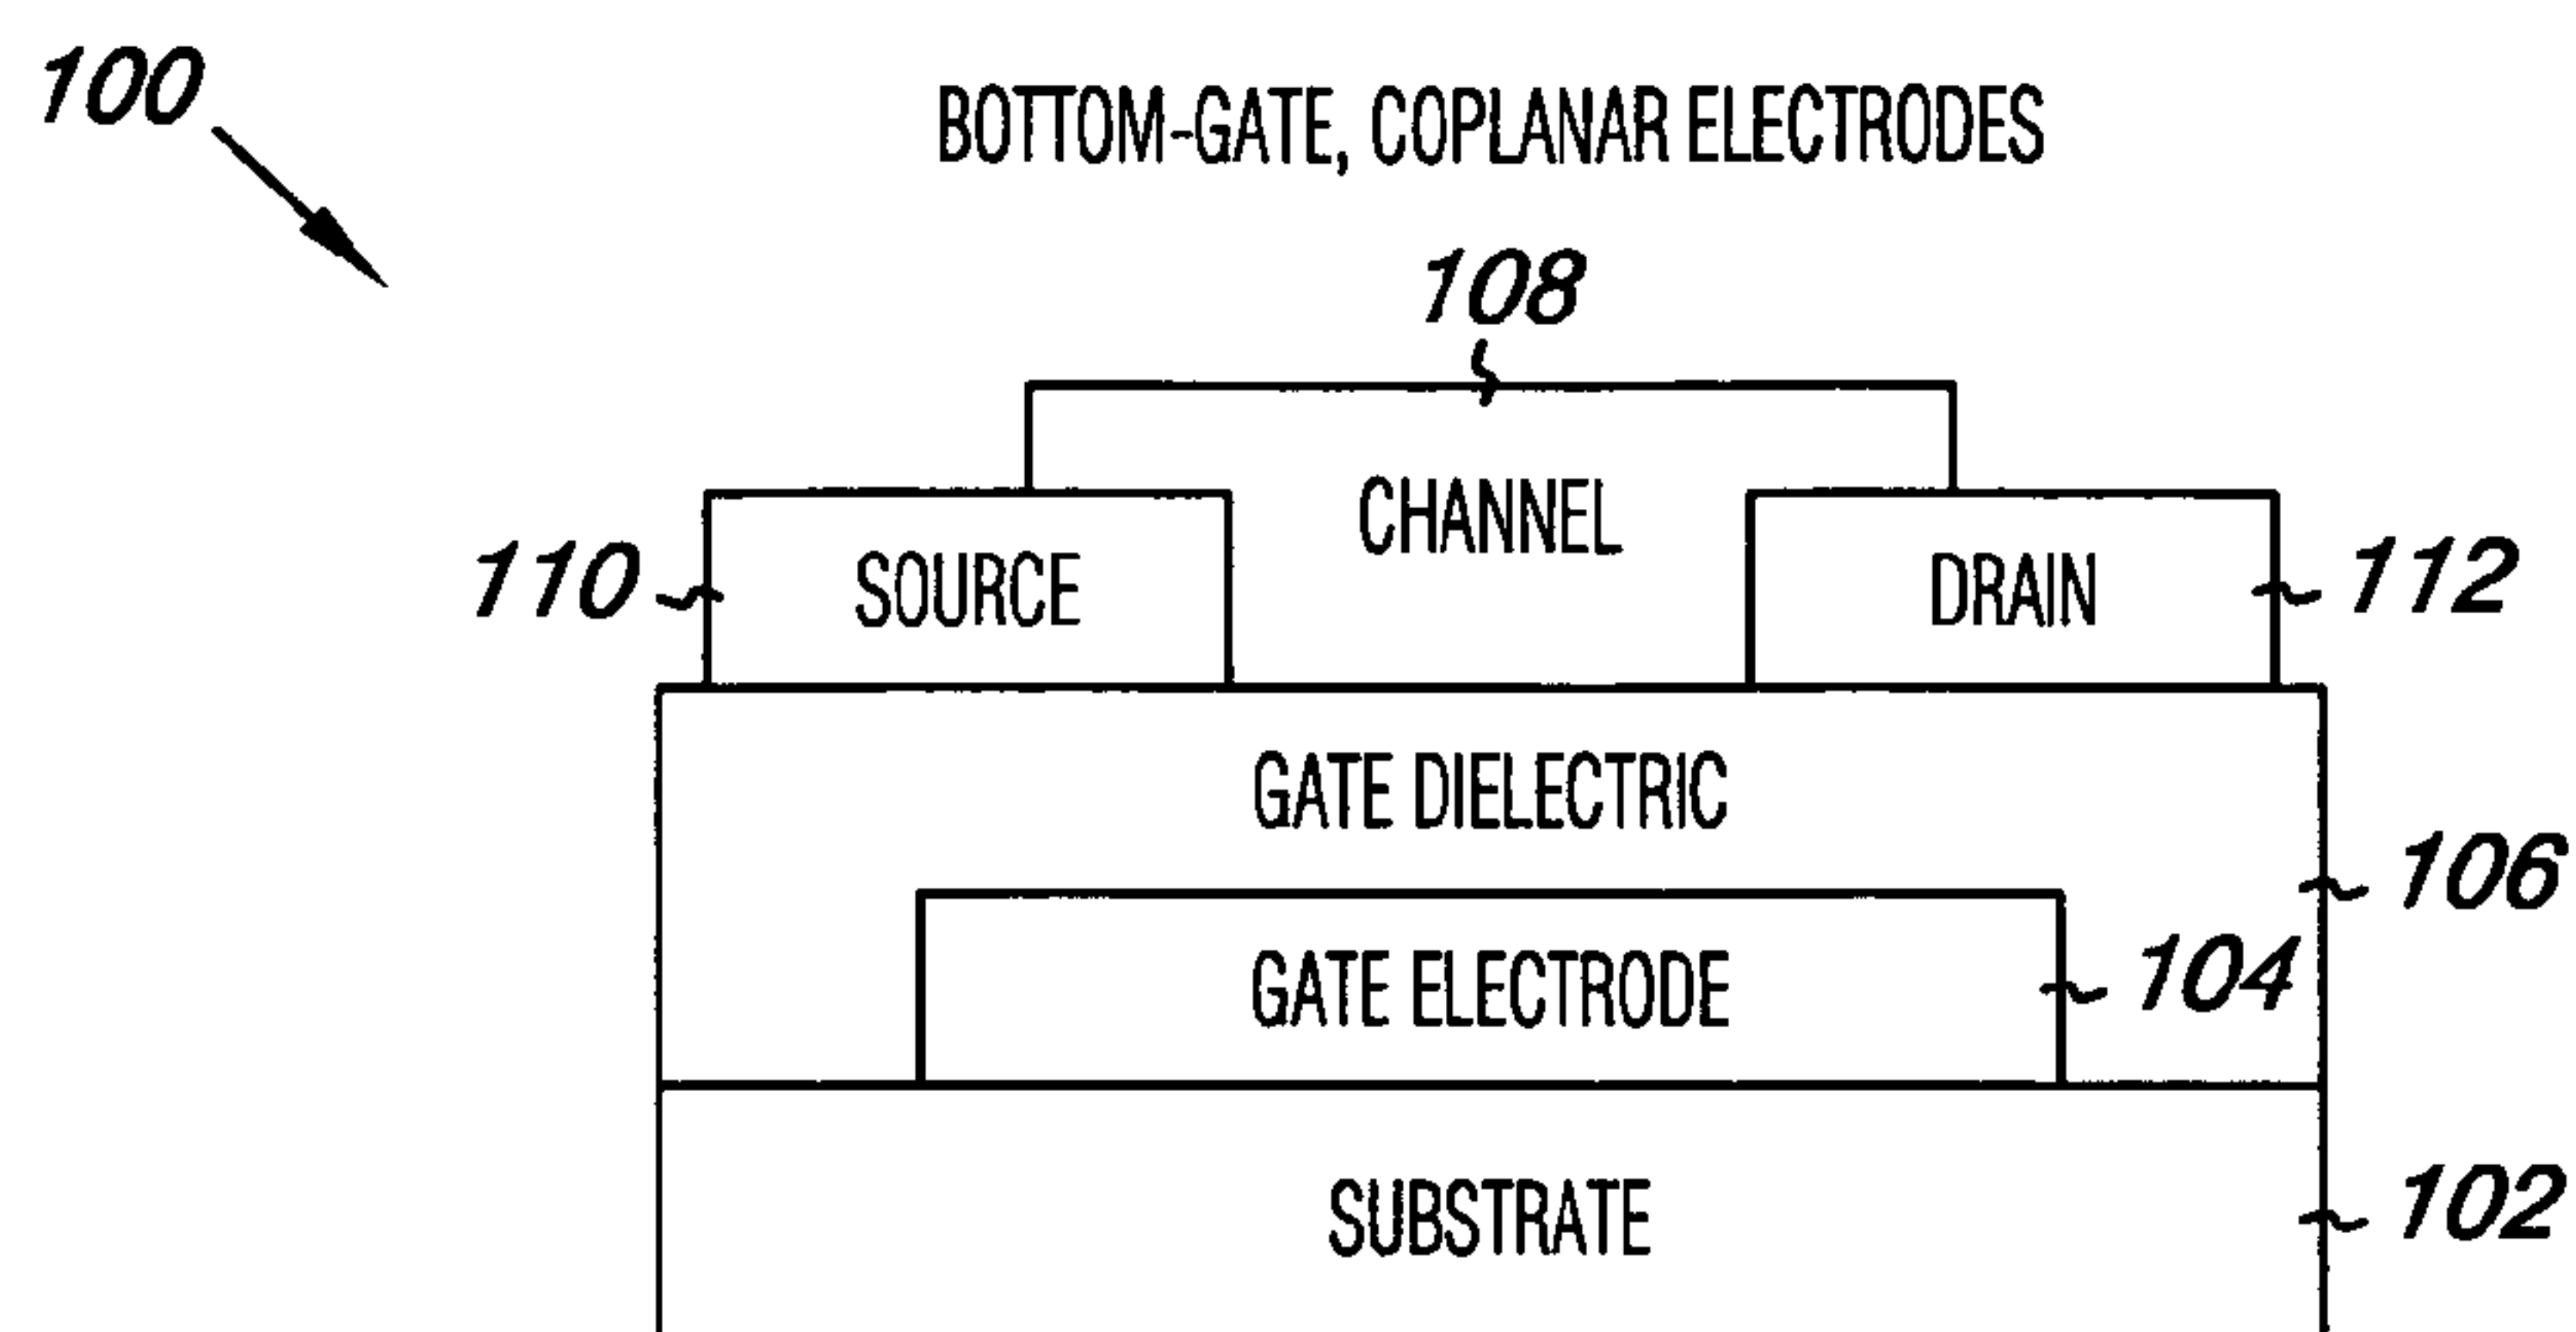 100
BOTTOM-GATE, COPLANAR ELECTRODES
108
CHANNEL
110
SOURCE
DRAIN
112
GATE DIELECTRIC
106
GATE ELECTRODE
104
SUBSTRATE
102